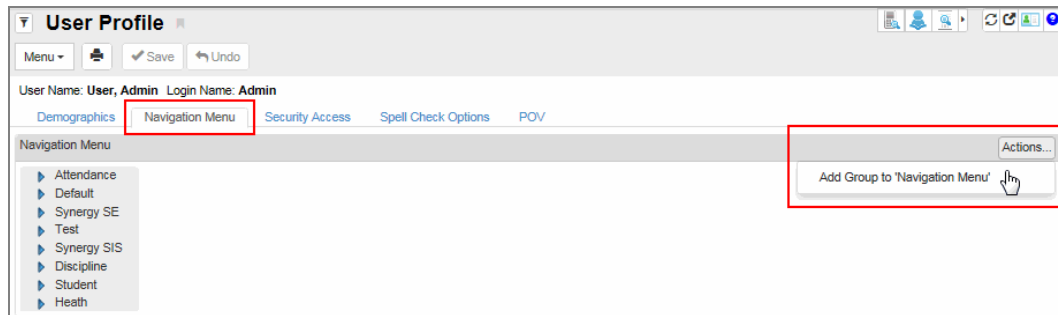 User Profile
Menu Save Undo
User Name: User, Admin Login Name: Admin
Demographics Navigation Menu Security Access Spell Check Options POV
Navigation Menu Actions...
Attendance Add Group to 'Navigation Menu'
Default
Synergy SE
Test
Synergy SIS
Discipline
Student
Heath